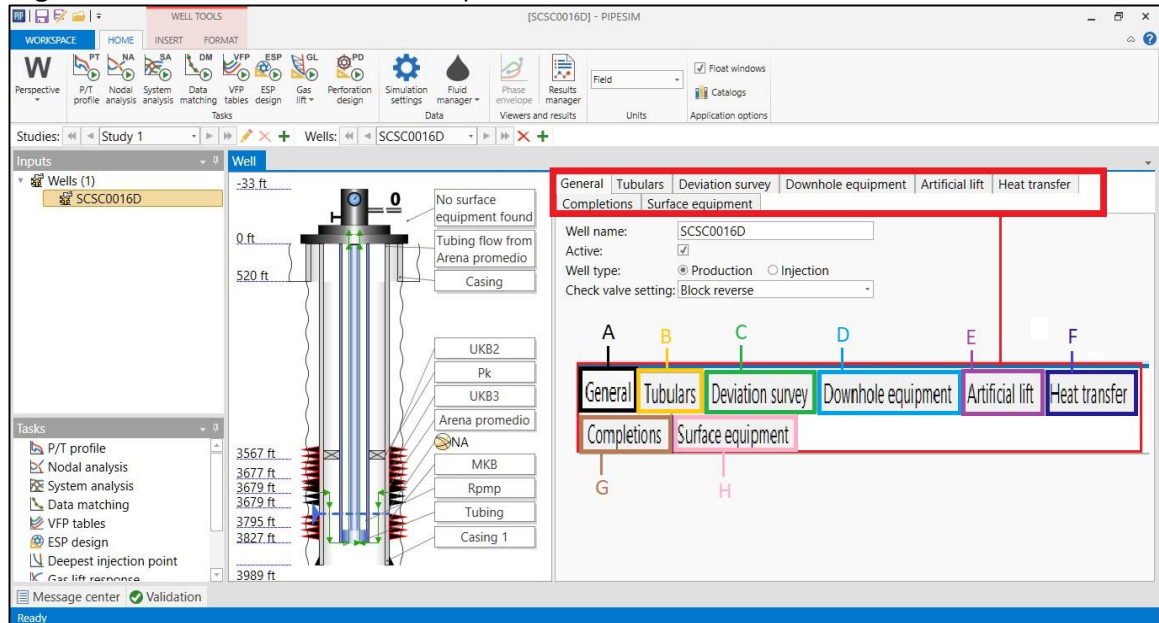 WELL TOOLS
[SCSC0016D] - PIPESIM
WORKSPACE HOME INSERT FORMAT
W PT NA SA DM VFP ESP GL PD
Perspective P/T profile Nodal analysis System analysis Data matching VFP tables ESP design Gas lift Perforation design Simulation settings Fluid manager Phase envelope Results manager Field Float windows Catalogs
Tasks Data Viewers and results Units Application options
Studies: Study 1 Wells: SCSC0016D
Inputs
Wells (1)
SCSC0016D
Tasks
P/T profile
Nodal analysis
System analysis
Data matching
VFP tables
ESP design
Deepest injection point
Gas lift response
Well
-33 ft
0 ft
520 ft
3567 ft
3677 ft
3679 ft
3679 ft
3795 ft
3827 ft
3989 ft
0
No surface
equipment found
Tubing flow from
Arena promedio
Casing
UKB2
Pk
UKB3
Arena promedio
NA
MKB
Rpmp
Tubing
Casing 1
General Tubulars Deviation survey Downhole equipment Artificial lift Heat transfer
Completions Surface equipment
Well name: SCSC0016D
Active:
Well type: Production Injection
Check valve setting: Block reverse
A B C D E F
General Tubulars Deviation survey Downhole equipment Artificial lift Heat transfer
Completions Surface equipment
G H
Message center Validation
Ready